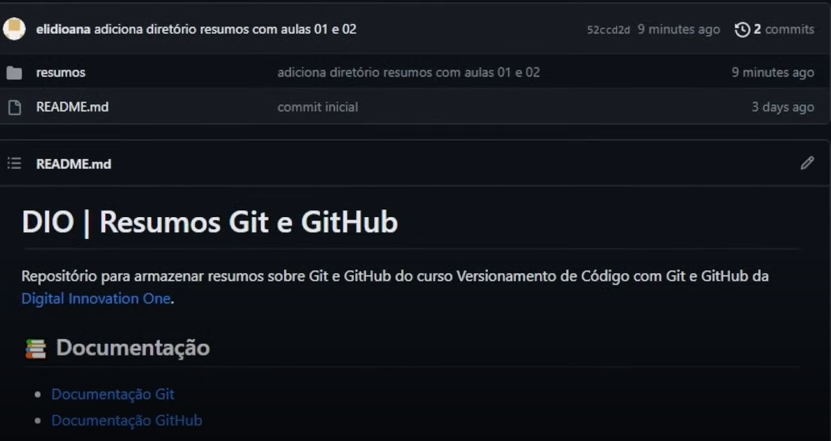 elidioana adiciona diretório resumos com aulas 01 e 02 52ccd2d 9 minutes ago 2 commits
resumos adiciona diretório resumos com aulas 01 e 02 9 minutes ago
README.md commit inicial 3 days ago
README.md
DIO | Resumos Git e GitHub
Repositório para armazenar resumos sobre Git e GitHub do curso Versionamento de Código com Git e GitHub da
Digital Innovation One.
Documentação
Documentação Git
Documentação GitHub